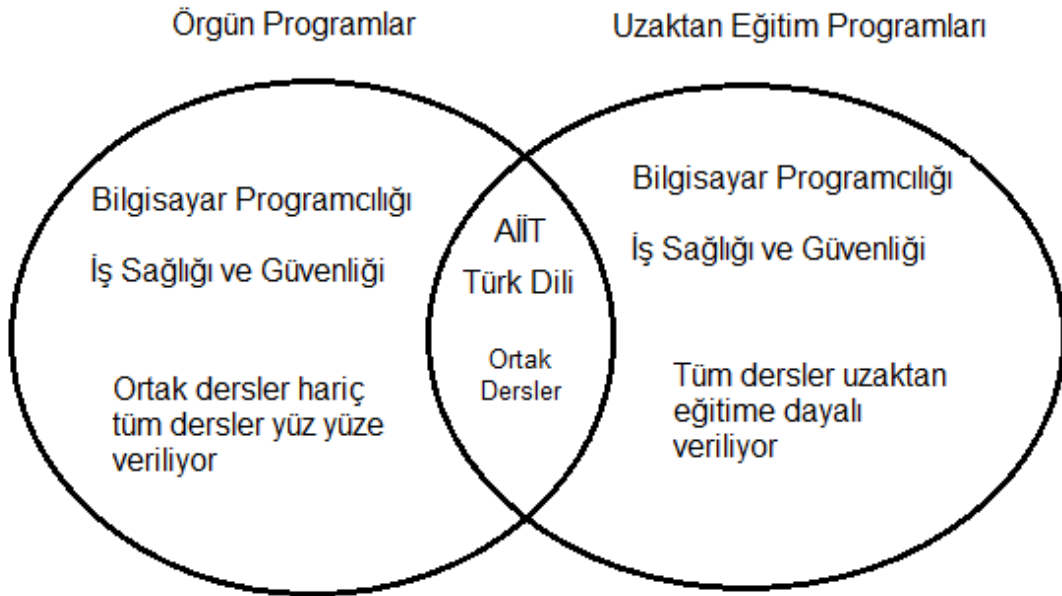 Örgün Programlar
Uzaktan Eğitim Programları
Bilgisayar Programcılığı
İş Sağlığı ve Güvenliği
Ortak dersler hariç
tüm dersler yüz yüze
veriliyor
AİİT
Türk Dili
Ortak
Dersler
Bilgisayar Programcılığı
İş Sağlığı ve Güvenliği
Tüm dersler uzaktan
eğitime dayalı
veriliyor